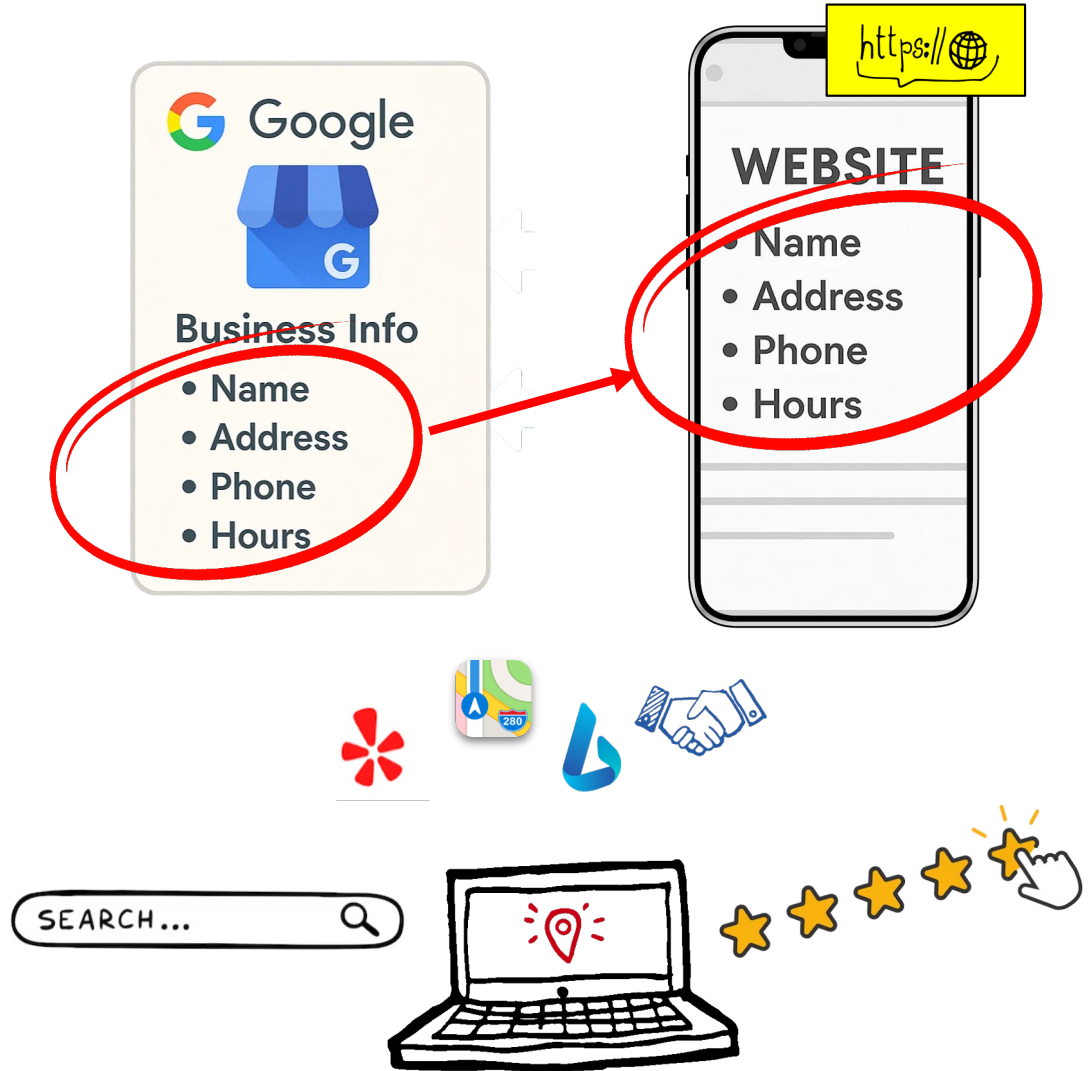 Google
G
Business Info
• Name
• Address
• Phone
• Hours
https://
WEBSITE
• Name
• Address
• Phone
• Hours
280
SEARCH...